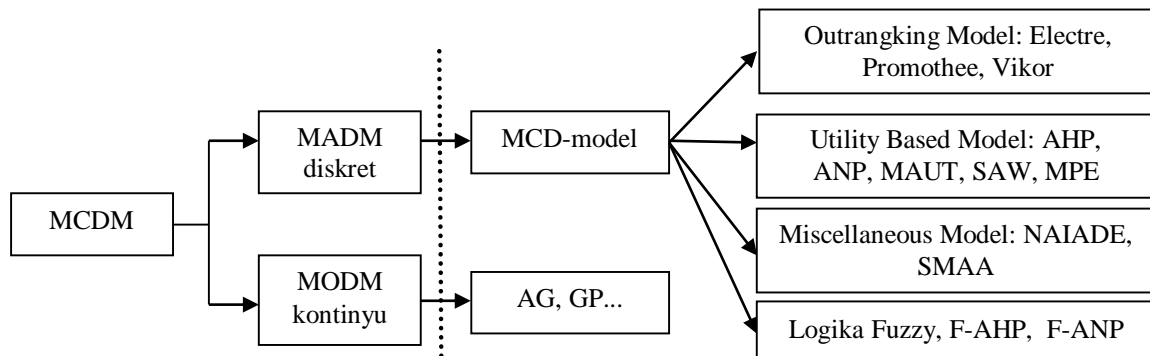 MCDM
MADM
diskret
MODM
kontinyu
MCD-model
AG, GP...
Outrangking Model: Electre,
Promothee, Vikor
Utility Based Model: AHP,
ANP, MAUT, SAW, MPE
Miscellaneous Model: NAIADE,
SMAA
Logika Fuzzy, F-AHP, F-ANP